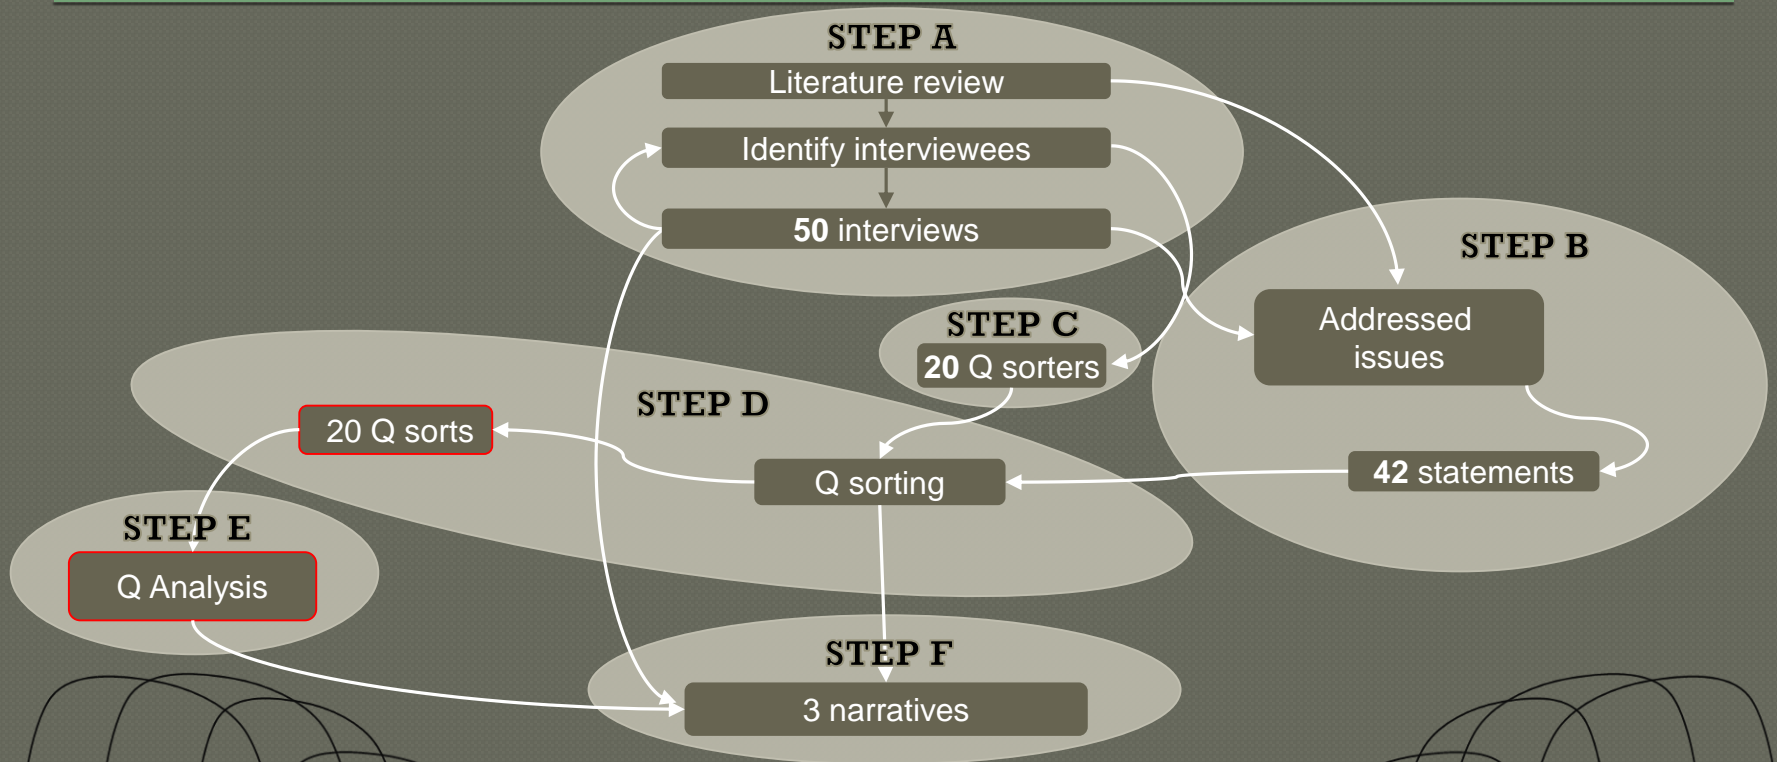 STEP A
Literature review
Identify interviewees
50 interviews
STEP B
Addressed
issues
42 statements
STEP C
20 Q sorters
STEP D
20 Q sorts
Q sorting
STEP E
Q Analysis
STEP F
3 narratives